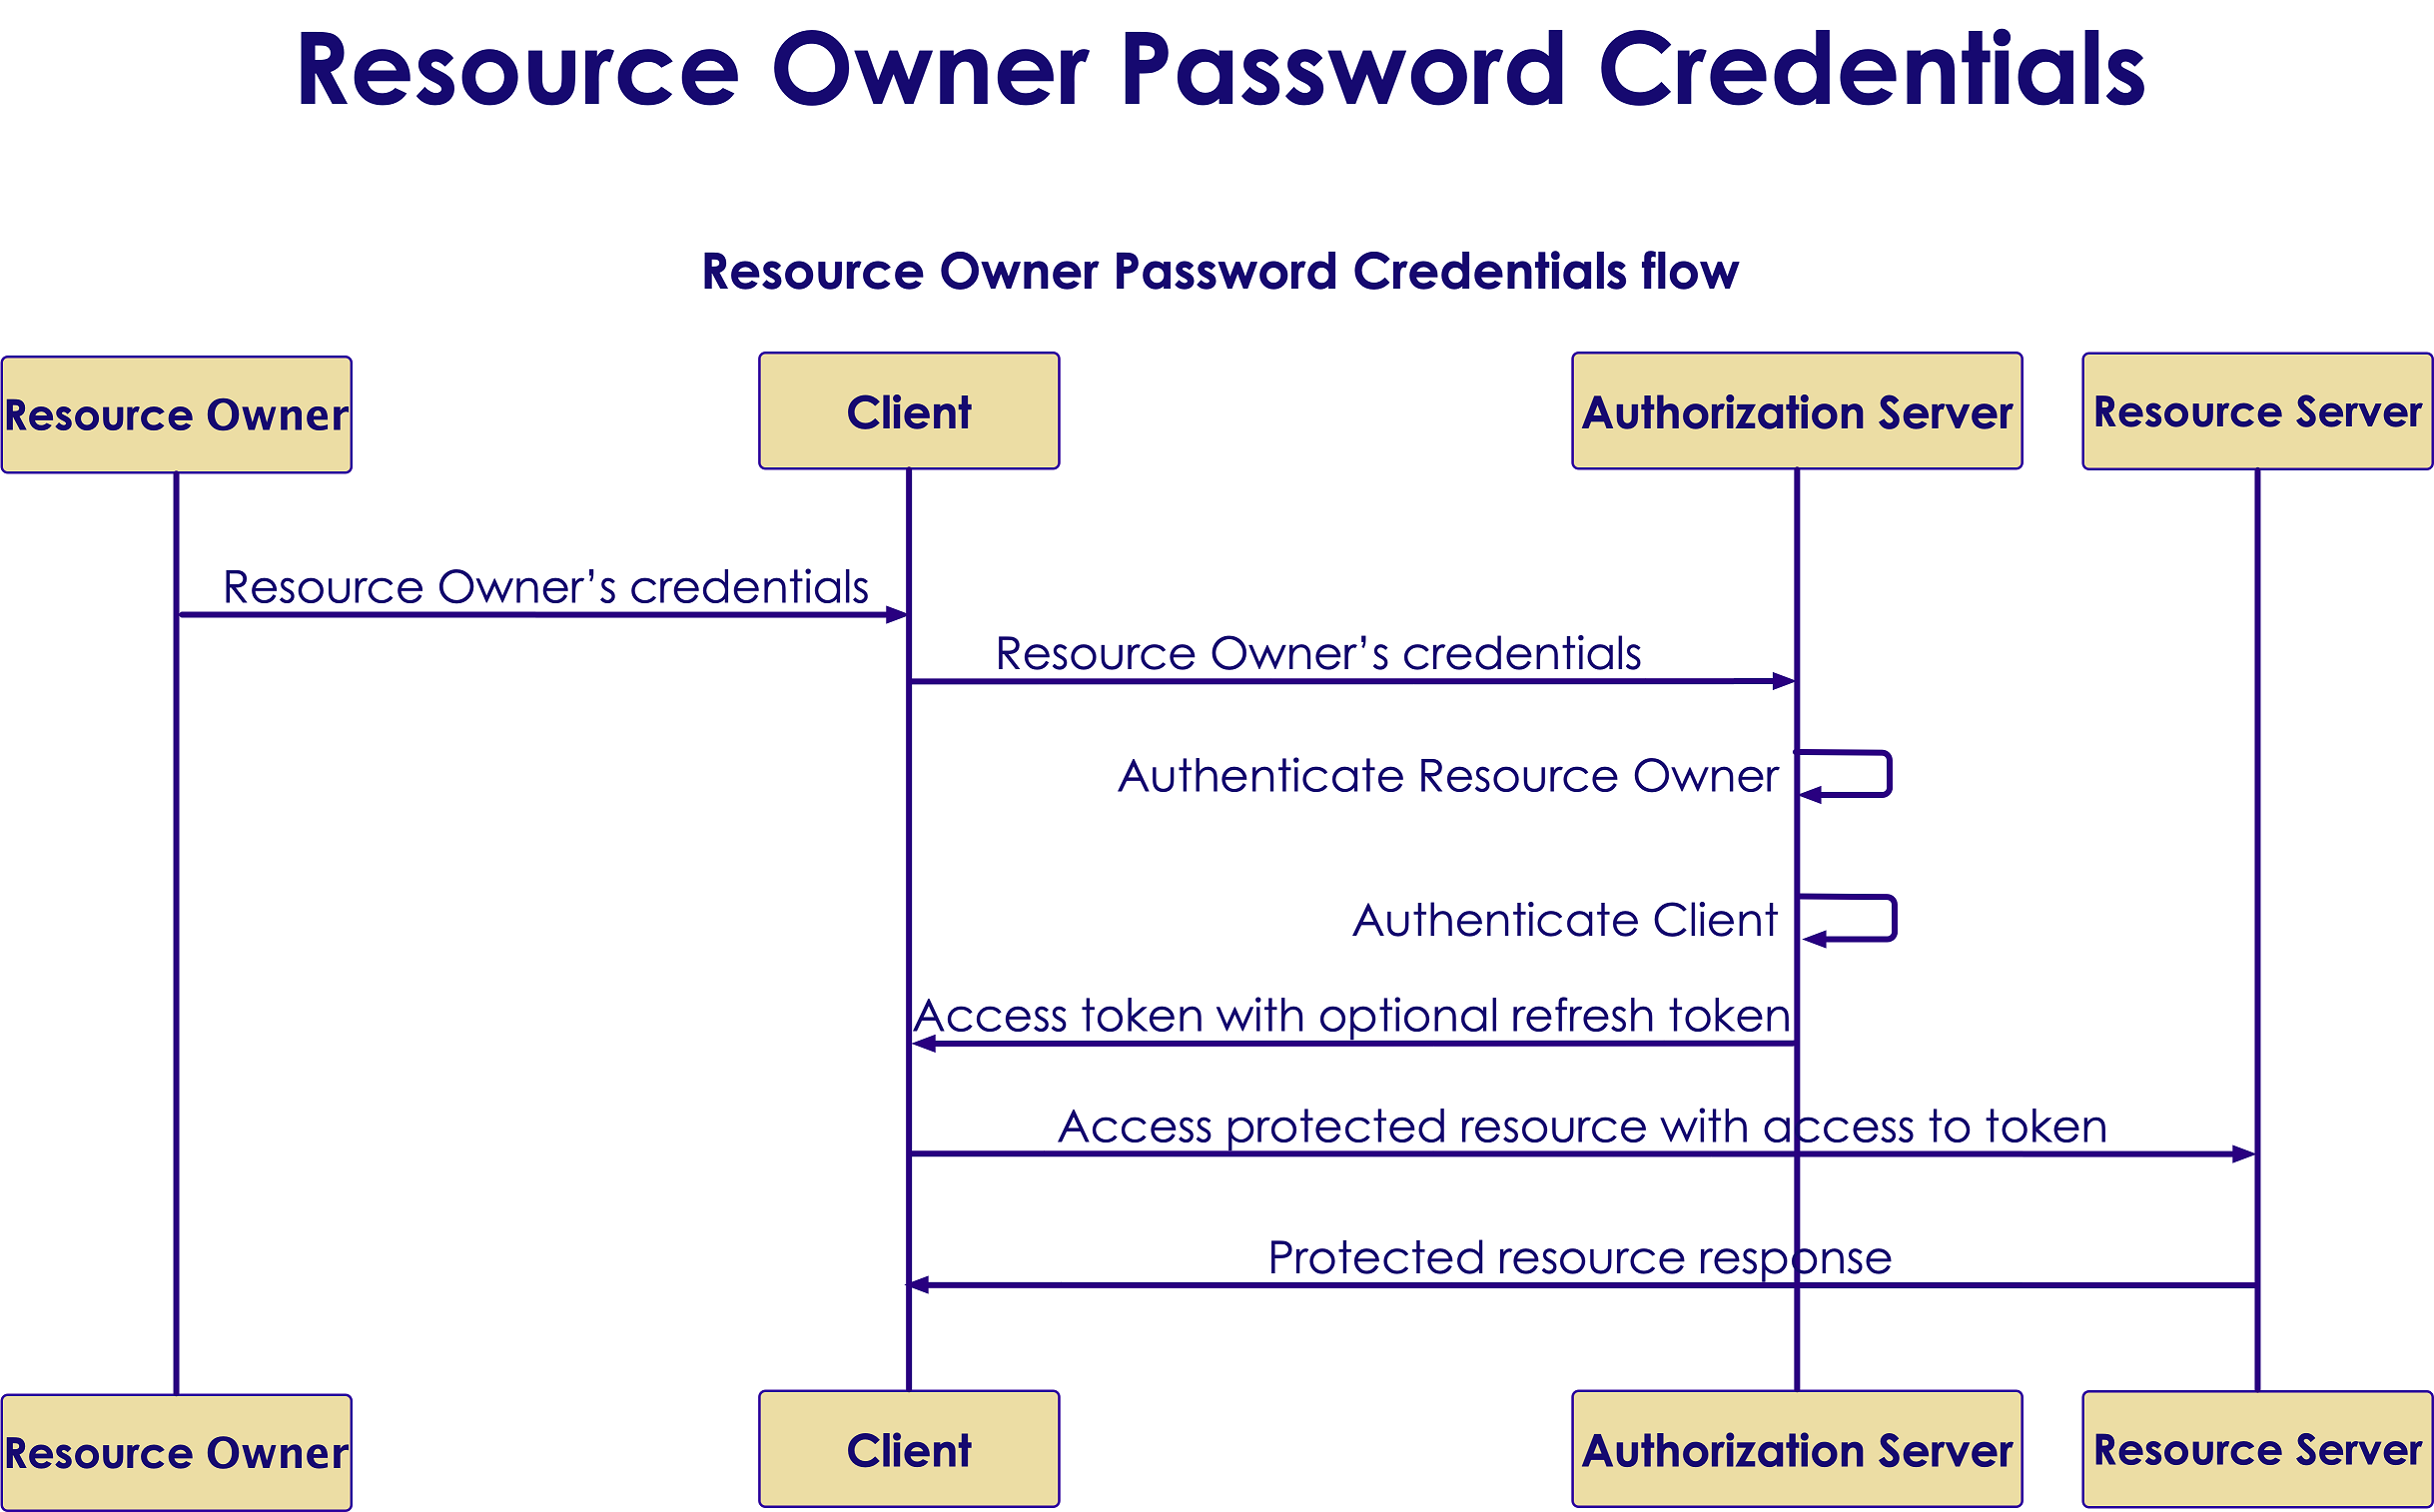 Resource Owner Password Credentials
Resource Owner Password Credentials flow
Resource Owner
Client
Authorization Server
Resource Server
Resource Owner’s credentials
Resource Owner’s credentials
Authenticate Resource Owner
Authenticate Client
Access token with optional refresh token
Access protected resource with access to token
Protected resource response
Resource Owner
Client
Authorization Server
Resource Server